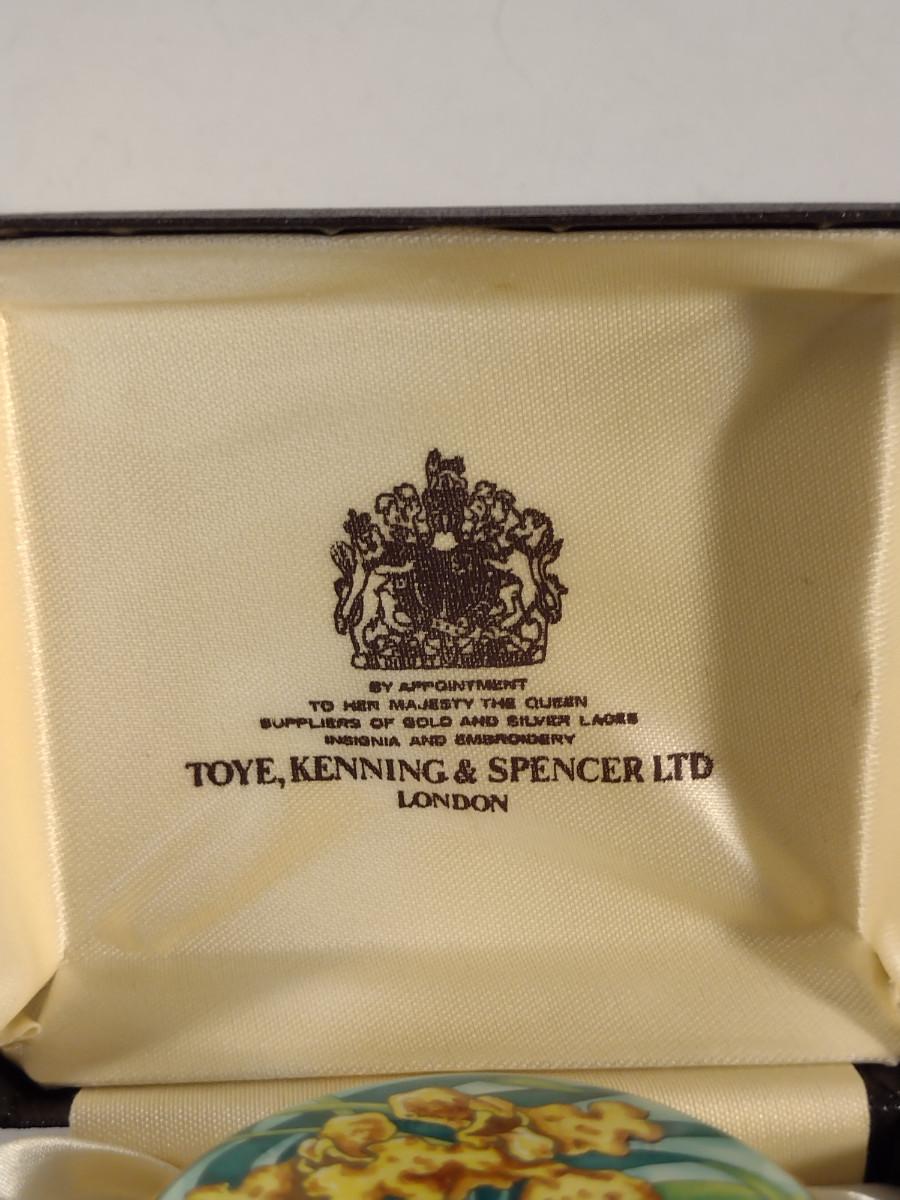 BY APPOINTMENT
TO HER MAJESTY THE QUEEN
SUPPLIERS OF GOLD AND SILVER LACES
INSIGNIA AND EMBROIDERY
TOYE, KENNING & SPENCER LTD
LONDON